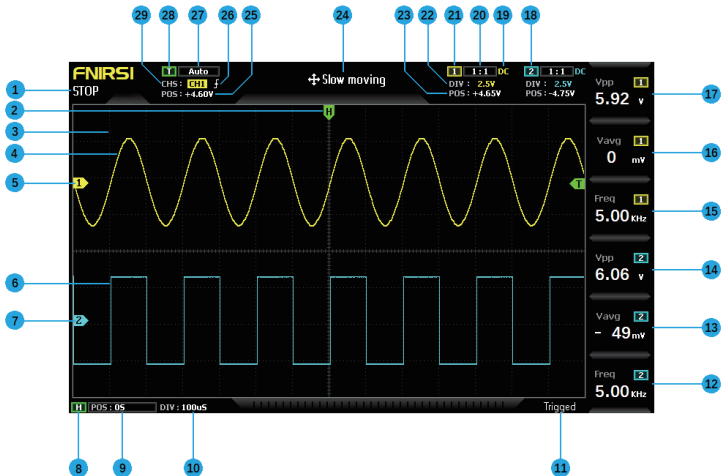 29 28 27 26 25 24 23 22 21 20 19 18
FNIRSI
STOP
T Auto
CHS: CH1
POS: +4.60V
Slow moving
1 1:1 DC
DIV: 2.5V
POS: +4.65V
2 1:1 DC
DIV: 2.5V
POS: -4.75V
1
2
3
4
5
6
7
H
1
T
2
Vpp 1
5.92 v
Vavg 1
0 mV
Freq 1
5.00 KHz
Vpp 2
6.06 v
Vavg 2
- 49 mV
Freq 2
5.00 KHz
17
16
15
14
13
12
H POS: 0S DIV: 100uS
Trigged
8 9 10 11